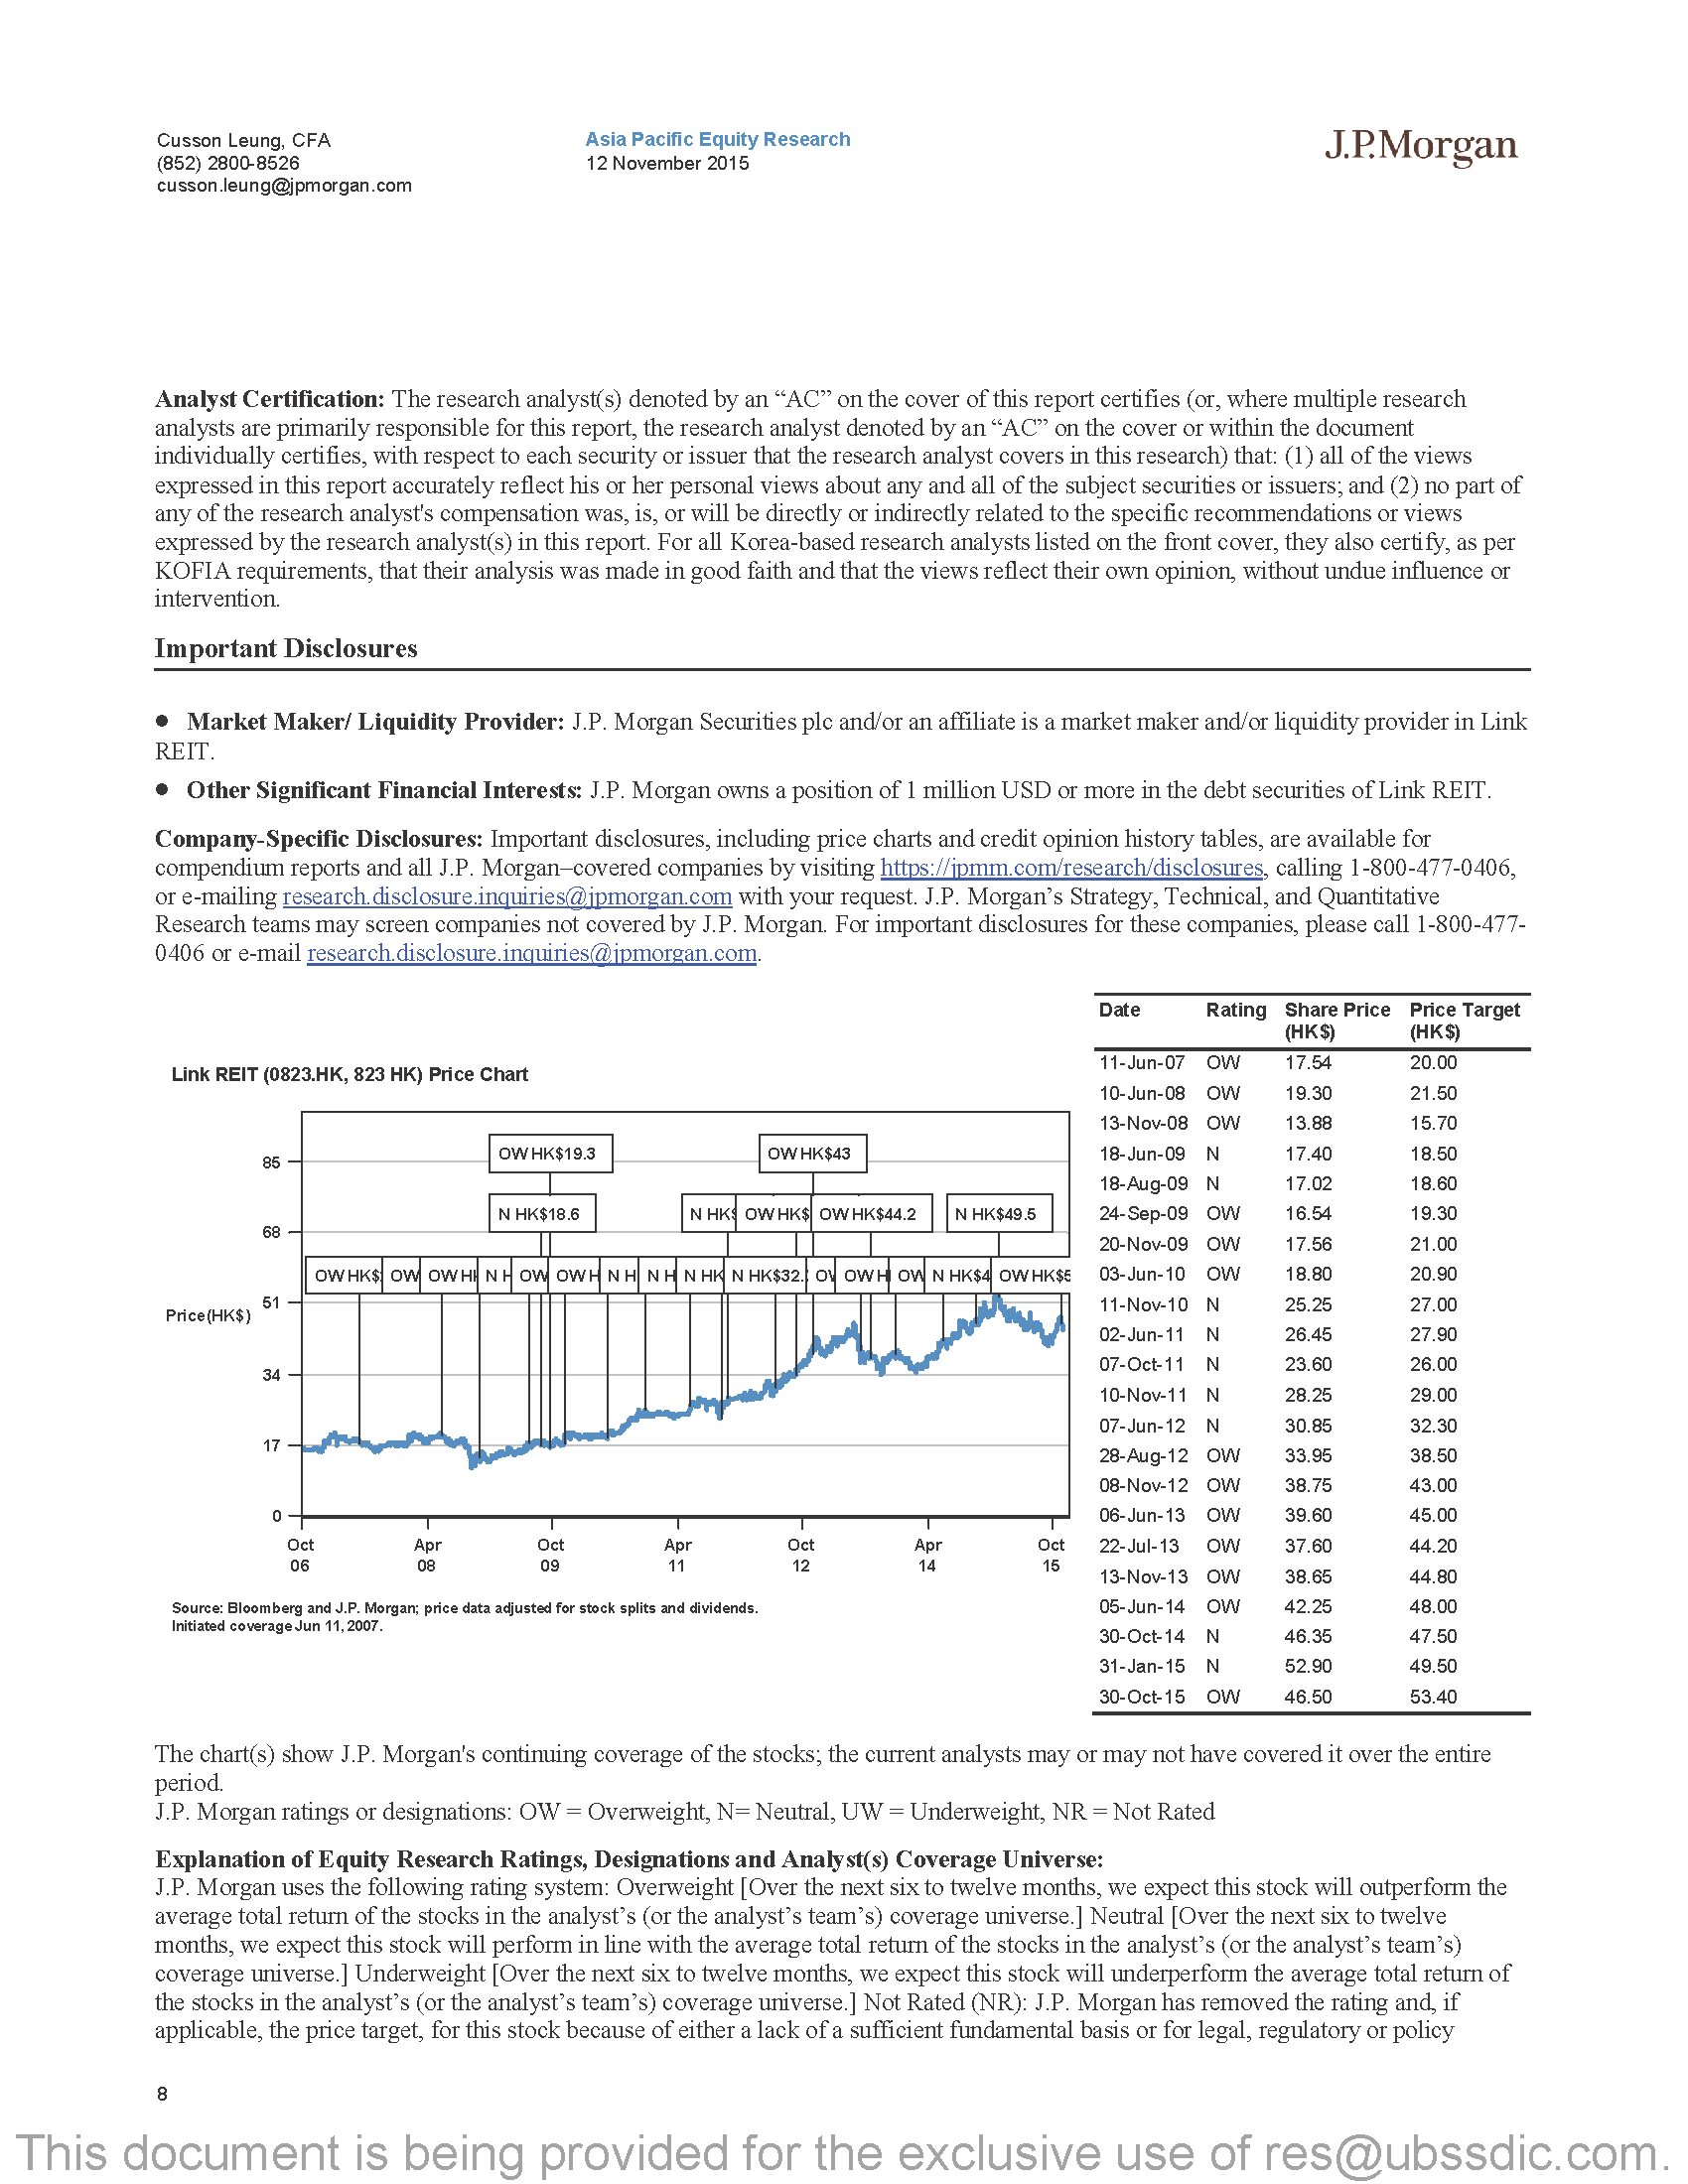 Cusson Leung, CFA
(852) 2800-8526
cusson.leung@jpmorgan.com
Asia Pacific Equity Research
12 November 2015
J.P.Morgan
Analyst Certification: The research analyst(s) denoted by an “AC” on the cover of this report certifies (or, where multiple research
analysts are primarily responsible for this report, the research analyst denoted by an “AC” on the cover or within the document
individually certifies, with respect to each security or issuer that the research analyst covers in this research) that: (1) all of the views
expressed in this report accurately reflect his or her personal views about any and all of the subject securities or issuers; and (2) no part of
any of the research analyst's compensation was, is, or will be directly or indirectly related to the specific recommendations or views
expressed by the research analyst(s) in this report. For all Korea-based research analysts listed on the front cover, they also certify, as per
KOFIA requirements, that their analysis was made in good faith and that the views reflect their own opinion, without undue influence or
intervention.
Important Disclosures
● Market Maker/ Liquidity Provider: J.P. Morgan Securities plc and/or an affiliate is a market maker and/or liquidity provider in Link
REIT.
● Other Significant Financial Interests: J.P. Morgan owns a position of 1 million USD or more in the debt securities of Link REIT.
Company-Specific Disclosures: Important disclosures, including price charts and credit opinion history tables, are available for
compendium reports and all J.P. Morgan–covered companies by visiting https://jpmm.com/research/disclosures, calling 1-800-477-0406,
or e-mailing research.disclosure.inquiries@jpmorgan.com with your request. J.P. Morgan’s Strategy, Technical, and Quantitative
Research teams may screen companies not covered by J.P. Morgan. For important disclosures for these companies, please call 1-800-477-
0406 or e-mail research.disclosure.inquiries@jpmorgan.com.
Link REIT (0823.HK, 823 HK) Price Chart
OW HK$19.3 OW HK$43
85
N HK$18.6 N HK$ OW HK$ OW HK$44.2 N HK$49.5
68
OW HK$ OW OW H N H OW OW H N H N H N HK N HK$32. OW OW H OW N HK$4 OW HK$5
51
Price(HK$)
34
17
0
Oct Apr Oct Apr Oct Apr Oct
06 08 09 11 12 14 15
Source: Bloomberg and J.P. Morgan; price data adjusted for stock splits and dividends.
Initiated coverage Jun 11, 2007.
Date Rating Share Price Price Target
(HK$) (HK$)
11-Jun-07 OW 17.54 20.00
10-Jun-08 OW 19.30 21.50
13-Nov-08 OW 13.88 15.70
18-Jun-09 N 17.40 18.50
18-Aug-09 N 17.02 18.60
24-Sep-09 OW 16.54 19.30
20-Nov-09 OW 17.56 21.00
03-Jun-10 OW 18.80 20.90
11-Nov-10 N 25.25 27.00
02-Jun-11 N 26.45 27.90
07-Oct-11 N 23.60 26.00
10-Nov-11 N 28.25 29.00
07-Jun-12 N 30.85 32.30
28-Aug-12 OW 33.95 38.50
08-Nov-12 OW 38.75 43.00
06-Jun-13 OW 39.60 45.00
22-Jul-13 OW 37.60 44.20
13-Nov-13 OW 38.65 44.80
05-Jun-14 OW 42.25 48.00
30-Oct-14 N 46.35 47.50
31-Jan-15 N 52.90 49.50
30-Oct-15 OW 46.50 53.40
The chart(s) show J.P. Morgan's continuing coverage of the stocks; the current analysts may or may not have covered it over the entire
period.
J.P. Morgan ratings or designations: OW = Overweight, N= Neutral, UW = Underweight, NR = Not Rated
Explanation of Equity Research Ratings, Designations and Analyst(s) Coverage Universe:
J.P. Morgan uses the following rating system: Overweight [Over the next six to twelve months, we expect this stock will outperform the
average total return of the stocks in the analyst’s (or the analyst’s team’s) coverage universe.] Neutral [Over the next six to twelve
months, we expect this stock will perform in line with the average total return of the stocks in the analyst’s (or the analyst’s team’s)
coverage universe.] Underweight [Over the next six to twelve months, we expect this stock will underperform the average total return of
the stocks in the analyst’s (or the analyst’s team’s) coverage universe.] Not Rated (NR): J.P. Morgan has removed the rating and, if
applicable, the price target, for this stock because of either a lack of a sufficient fundamental basis or for legal, regulatory or policy
8
This document is being provided for the exclusive use of res@ubssdic.com.